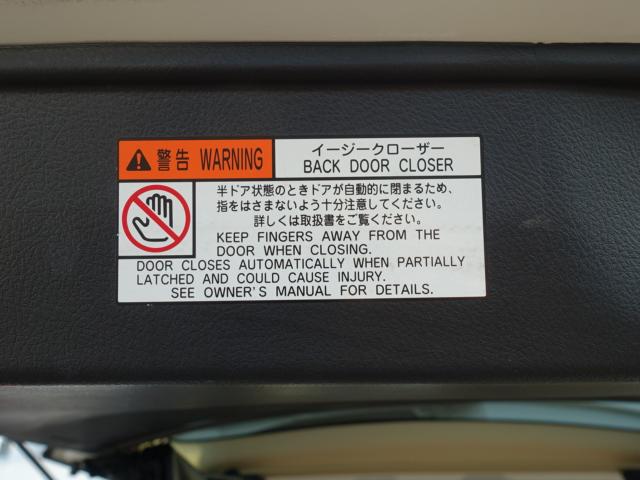 警告 WARNING
イージークローザー
BACK DOOR CLOSER
半ドア状態のときドアが自動的に閉まるため、
指をはさまないよう十分注意してください。
詳しくは取扱書をご覧ください。
KEEP FINGERS AWAY FROM THE
DOOR WHEN CLOSING.
DOOR CLOSES AUTOMATICALLY WHEN PARTIALLY
LATCHED AND COULD CAUSE INJURY.
SEE OWNER'S MANUAL FOR DETAILS.